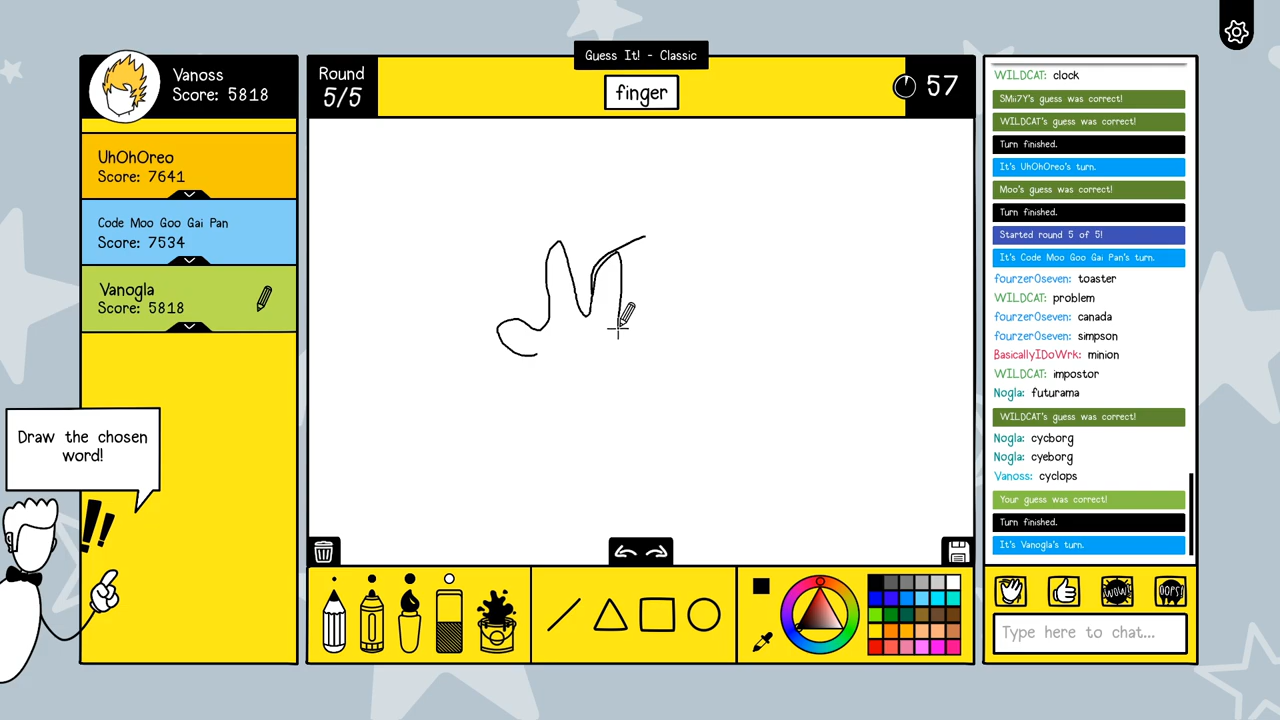 Guess It! - Classic
Vanoss
Score: 5818
Round
5/5
finger
57
UhOhOreo
Score: 7641
Code Moo Goo Gai Pan
Score: 7534
Vanogla
Score: 5818
Draw the chosen
word!
WILDCAT: clock
SMii7Y's guess was correct!
WILDCAT's guess was correct!
Turn finished.
It's UhOhOreo's turn.
Moo's guess was correct!
Turn finished.
Started round 5 of 5!
It's Code Moo Goo Gai Pan's turn.
fourzer0seven: toaster
WILDCAT: problem
fourzer0seven: canada
fourzer0seven: simpson
BasicallyIDoWrk: minion
WILDCAT: impostor
Nogla: futurama
WILDCAT's guess was correct!
Nogla: cycborg
Nogla: cyeborg
Vanoss: cyclops
Your guess was correct!
Turn finished.
It's Vanogla's turn.
WOW!
OOPS!
Type here to chat...